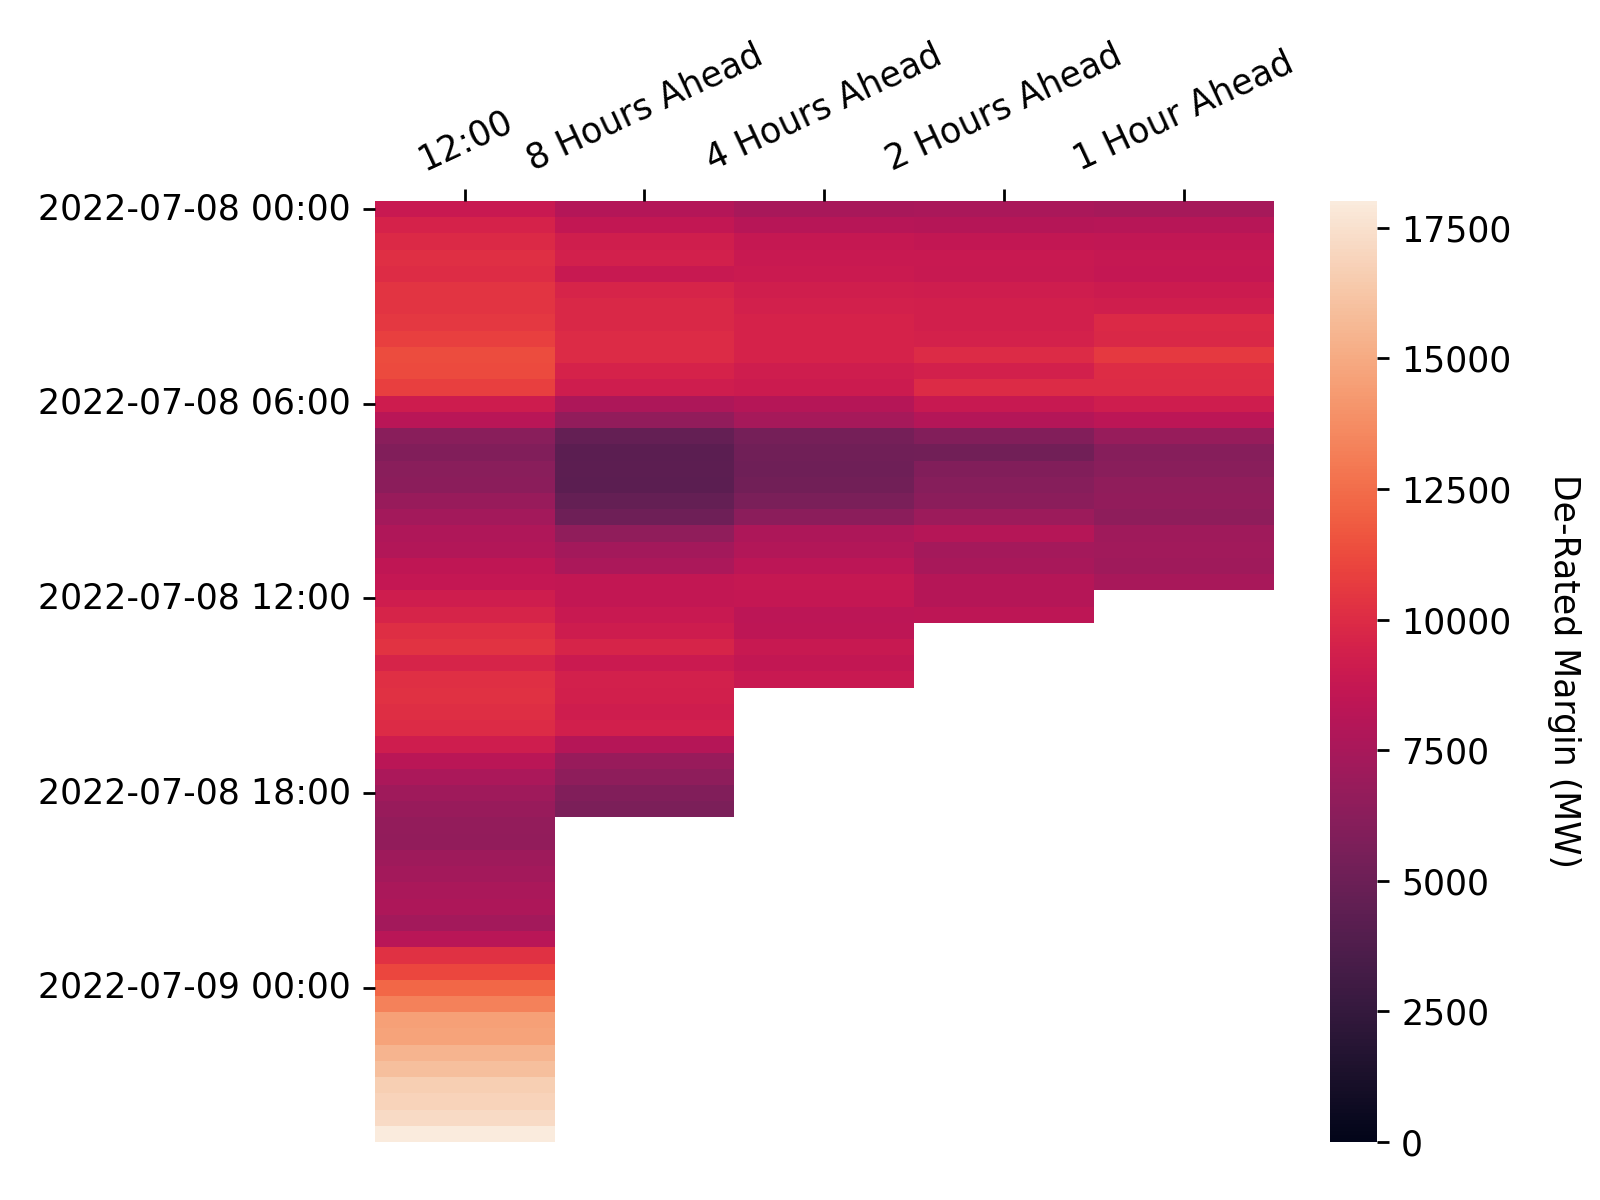 12:00
8 Hours Ahead
4 Hours Ahead
2 Hours Ahead
1 Hour Ahead
2022-07-08 00:00
2022-07-08 06:00
2022-07-08 12:00
2022-07-08 18:00
2022-07-09 00:00
17500
15000
12500
10000
7500
5000
2500
0
De-Rated Margin (MW)